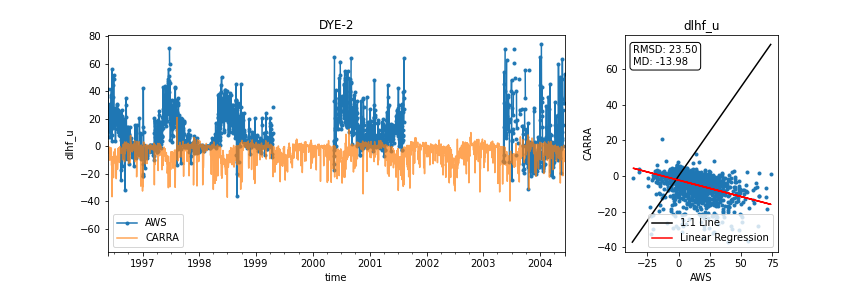 DYE-2
dlhf_u
80
60
40
20
0
−20
−40
−60
dlhf_u
AWS
CARRA
1997
1998
1999
2000
2001
2002
2003
2004
time
RMSD: 23.50
MD: -13.98
60
40
20
0
−20
−40
CARRA
1:1 Line
Linear Regression
−25
0
25
50
75
AWS